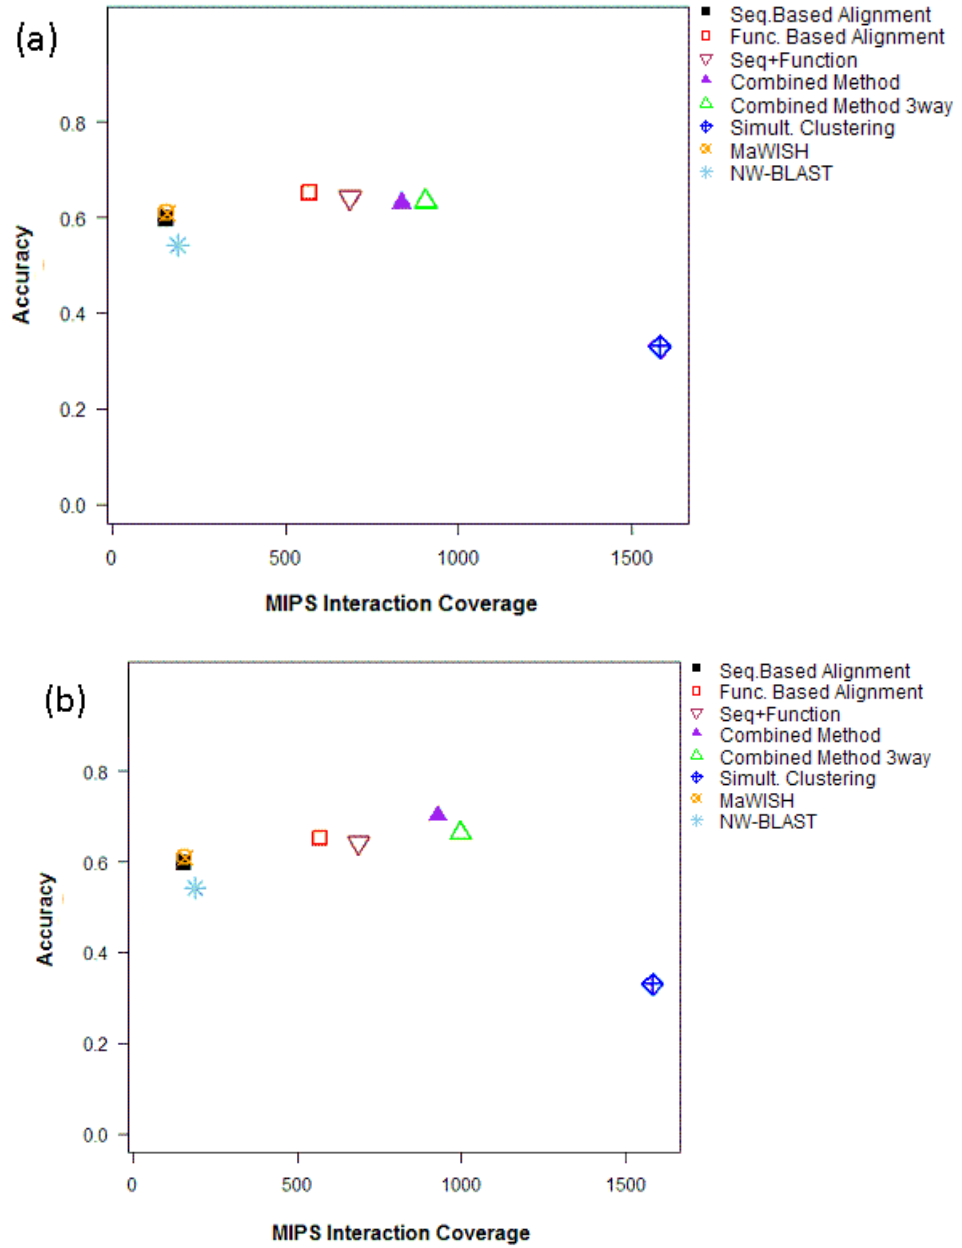 (a)
Seq.Based Alignment
Func. Based Alignment
Seq+Function
Combined Method
Combined Method 3way
Simult. Clustering
MaWISH
NW-BLAST
Accuracy
0.8
0.6
0.4
0.2
0.0
0 500 1000 1500
MIPS Interaction Coverage
(b)
Seq.Based Alignment
Func. Based Alignment
Seq+Function
Combined Method
Combined Method 3way
Simult. Clustering
MaWISH
NW-BLAST
Accuracy
0.8
0.6
0.4
0.2
0.0
0 500 1000 1500
MIPS Interaction Coverage